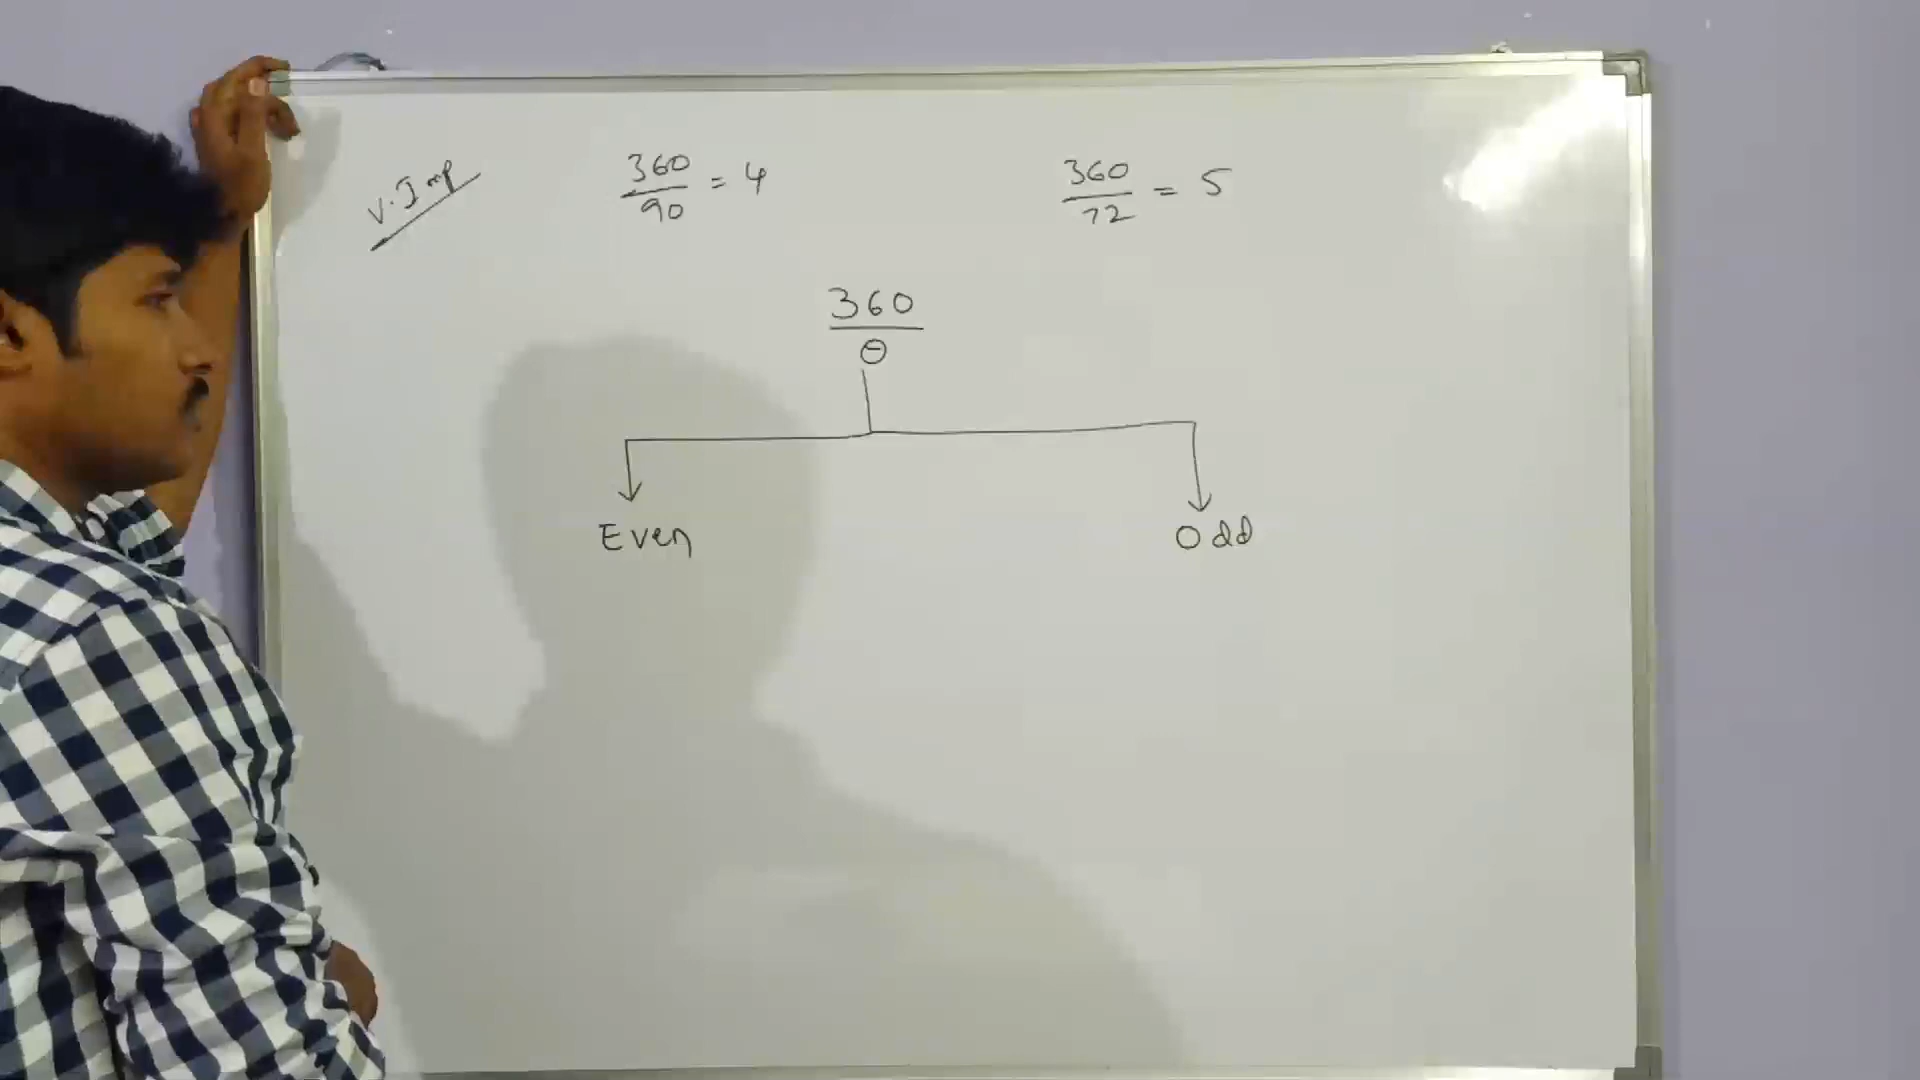 V. Imp
360/90 = 4
360/72 = 5
360/θ
Even
Odd